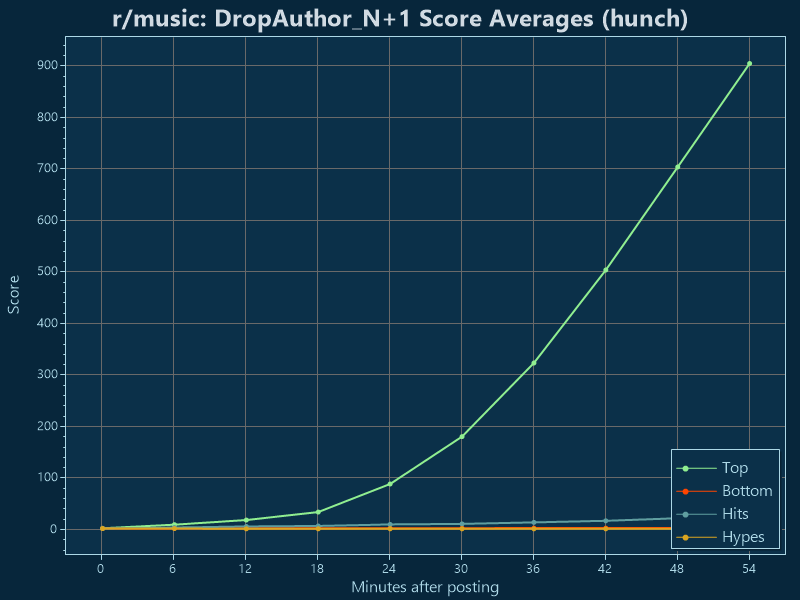 r/music: DropAuthor_N+1 Score Averages (hunch)
Score
900
800
700
600
500
400
300
200
100
0
0 6 12 18 24 30 36 42 48 54
Minutes after posting
Top
Bottom
Hits
Hypes